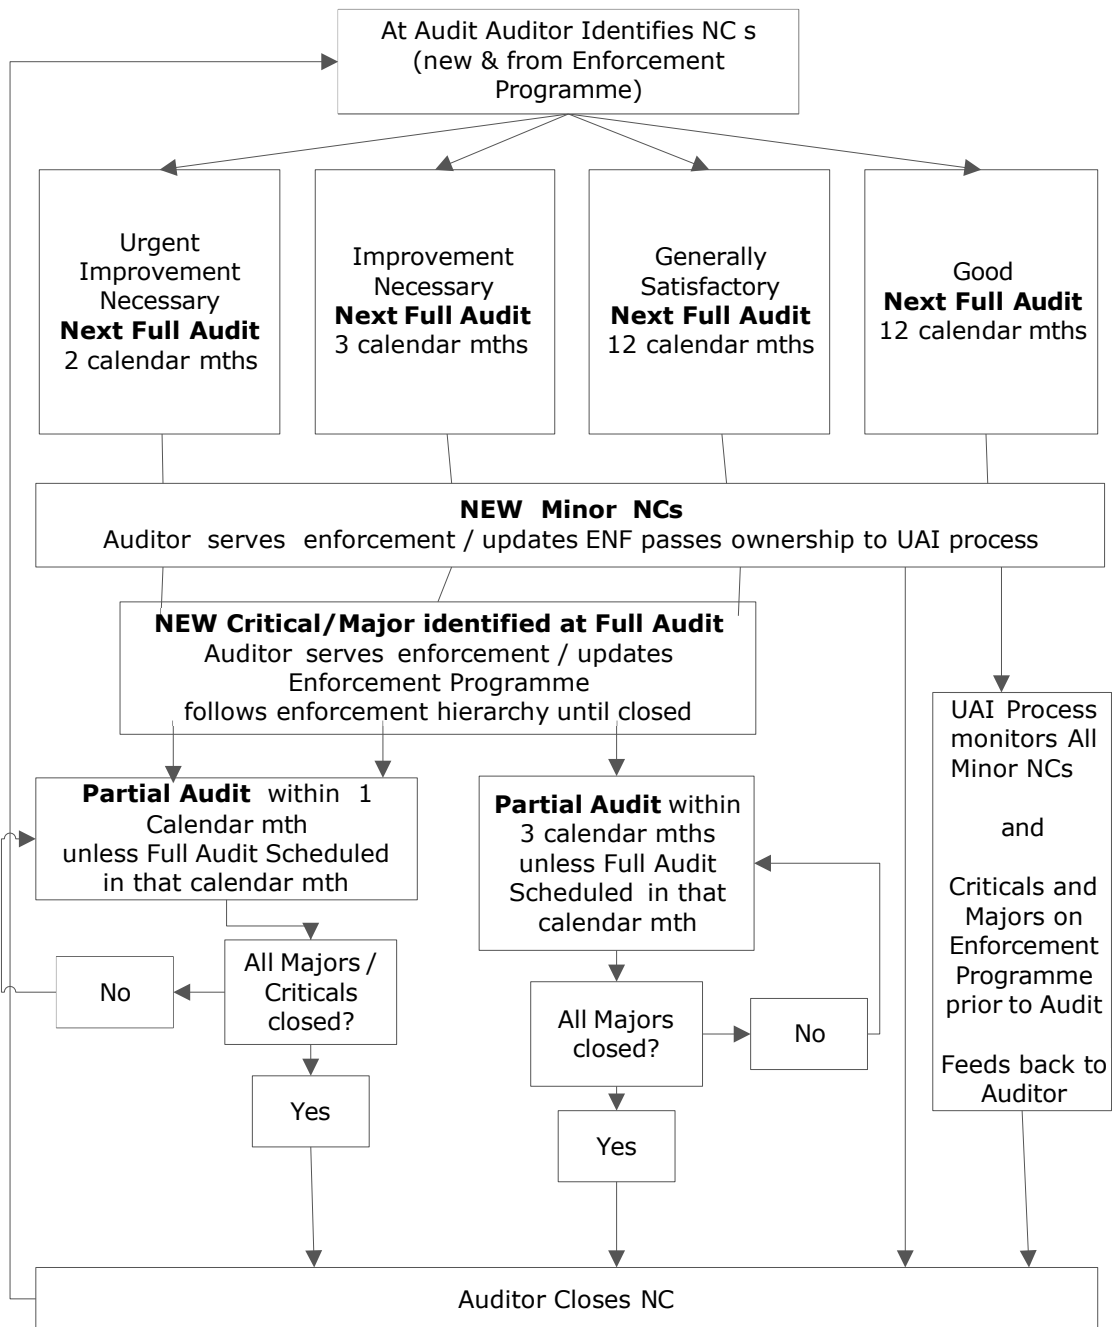 At Audit Auditor Identifies NC s
(new & from Enforcement
Programme)
Urgent
Improvement
Necessary
Next Full Audit
2 calendar mths
Improvement
Necessary
Next Full Audit
3 calendar mths
Generally
Satisfactory
Next Full Audit
12 calendar mths
Good
Next Full Audit
12 calendar mths
NEW Minor NCs
Auditor serves enforcement / updates ENF passes ownership to UAI process
NEW Critical/Major identified at Full Audit
Auditor serves enforcement / updates
Enforcement Programme
follows enforcement hierarchy until closed
Partial Audit within 1
Calendar mth
unless Full Audit Scheduled
in that calendar mth
Partial Audit within
3 calendar mths
unless Full Audit
Scheduled in that
calendar mth
UAI Process
monitors All
Minor NCs
and
Criticals and
Majors on
Enforcement
Programme
prior to Audit
Feeds back to
Auditor
No
All Majors /
Criticals
closed?
All Majors
closed?
No
Yes
Yes
Auditor Closes NC